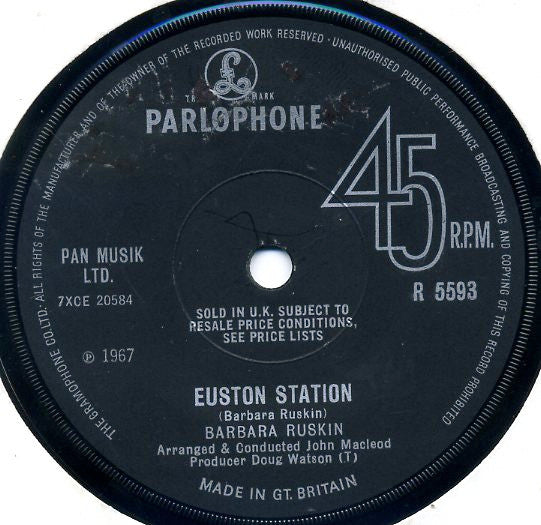 THE GRAMOPHONE CO. LTD.· ALL RIGHTS OF THE MANUFACTURER AND OF THE OWNER OF THE RECORDED WORK RESERVED · UNAUTHORISED PUBLIC PERFORMANCE BROADCASTING AND COPYING OF THIS RECORD PROHIBITED
£
TRADE MARK
PARLOPHONE
45
R.P.M.
PAN MUSIK
LTD.
7XCE 20584
R 5593
SOLD IN U.K. SUBJECT TO
RESALE PRICE CONDITIONS,
SEE PRICE LISTS
℗ 1967
EUSTON STATION
(Barbara Ruskin)
BARBARA RUSKIN
Arranged & Conducted John Macleod
Producer Doug Watson (T)
MADE IN GT. BRITAIN